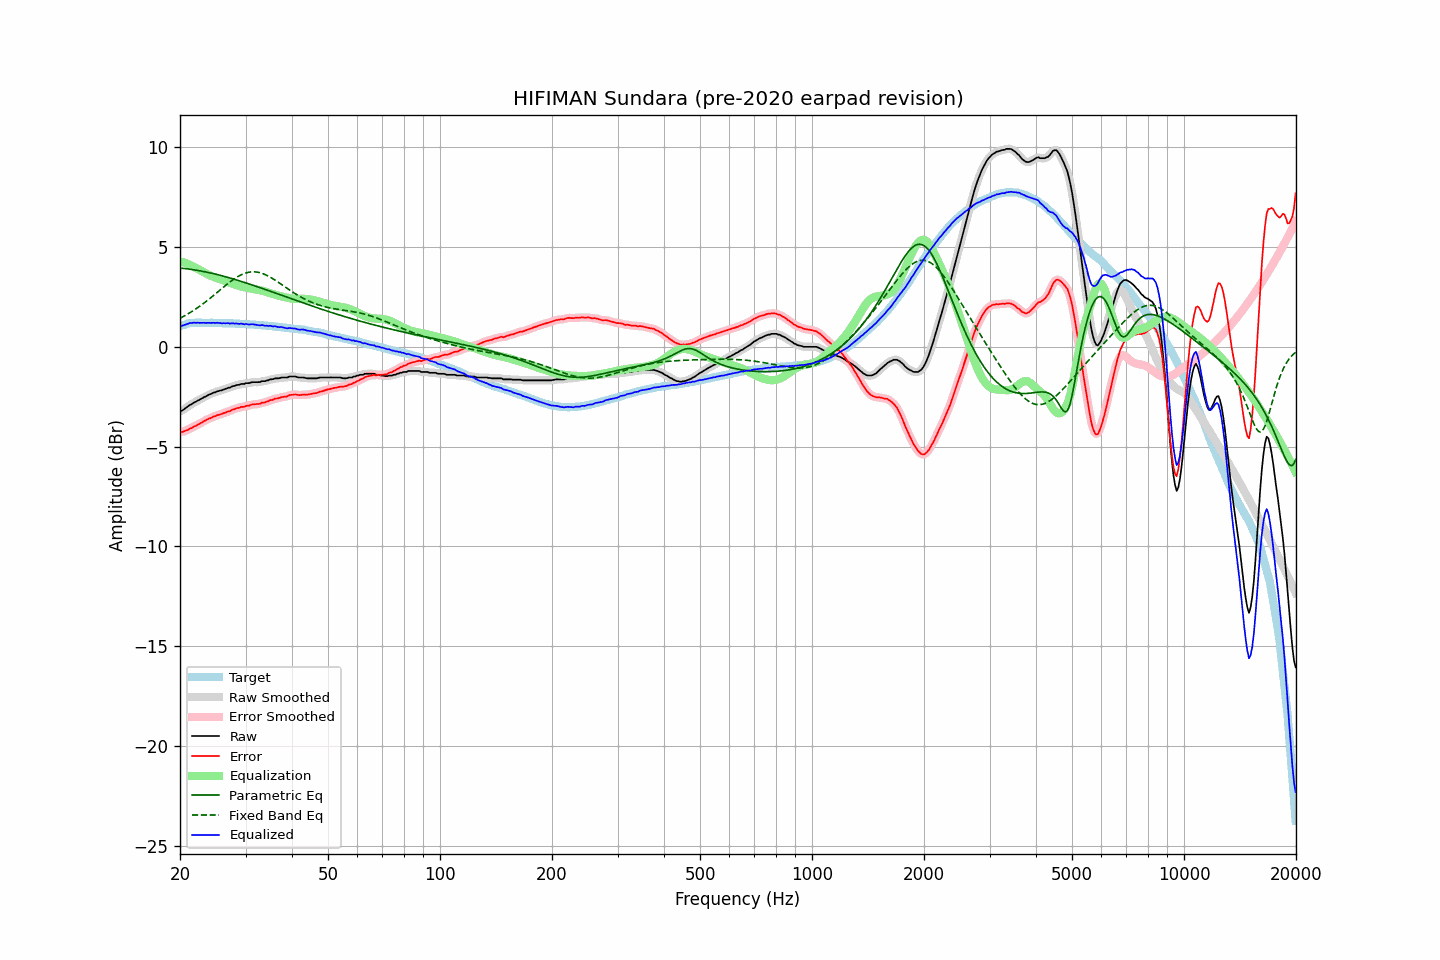 HIFIMAN Sundara (pre-2020 earpad revision)
10
5
0
−5
−10
−15
−20
−25
Amplitude (dBr)
Target
Raw Smoothed
Error Smoothed
Raw
Error
Equalization
Parametric Eq
Fixed Band Eq
Equalized
20 50 100 200 500 1000 2000 5000 10000 20000
Frequency (Hz)